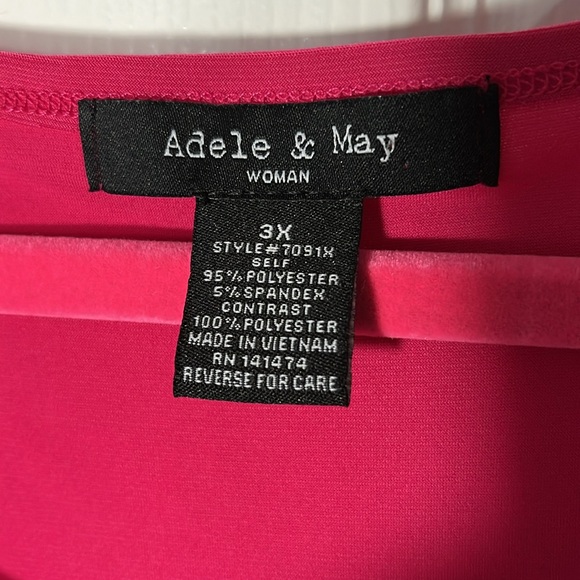 Adele & May
WOMAN
3X
STYLE#7091X
SELF
95% POLYESTER
5% SPANDEX
CONTRAST
100% POLYESTER
MADE IN VIETNAM
RN 141474
REVERSE FOR CARE